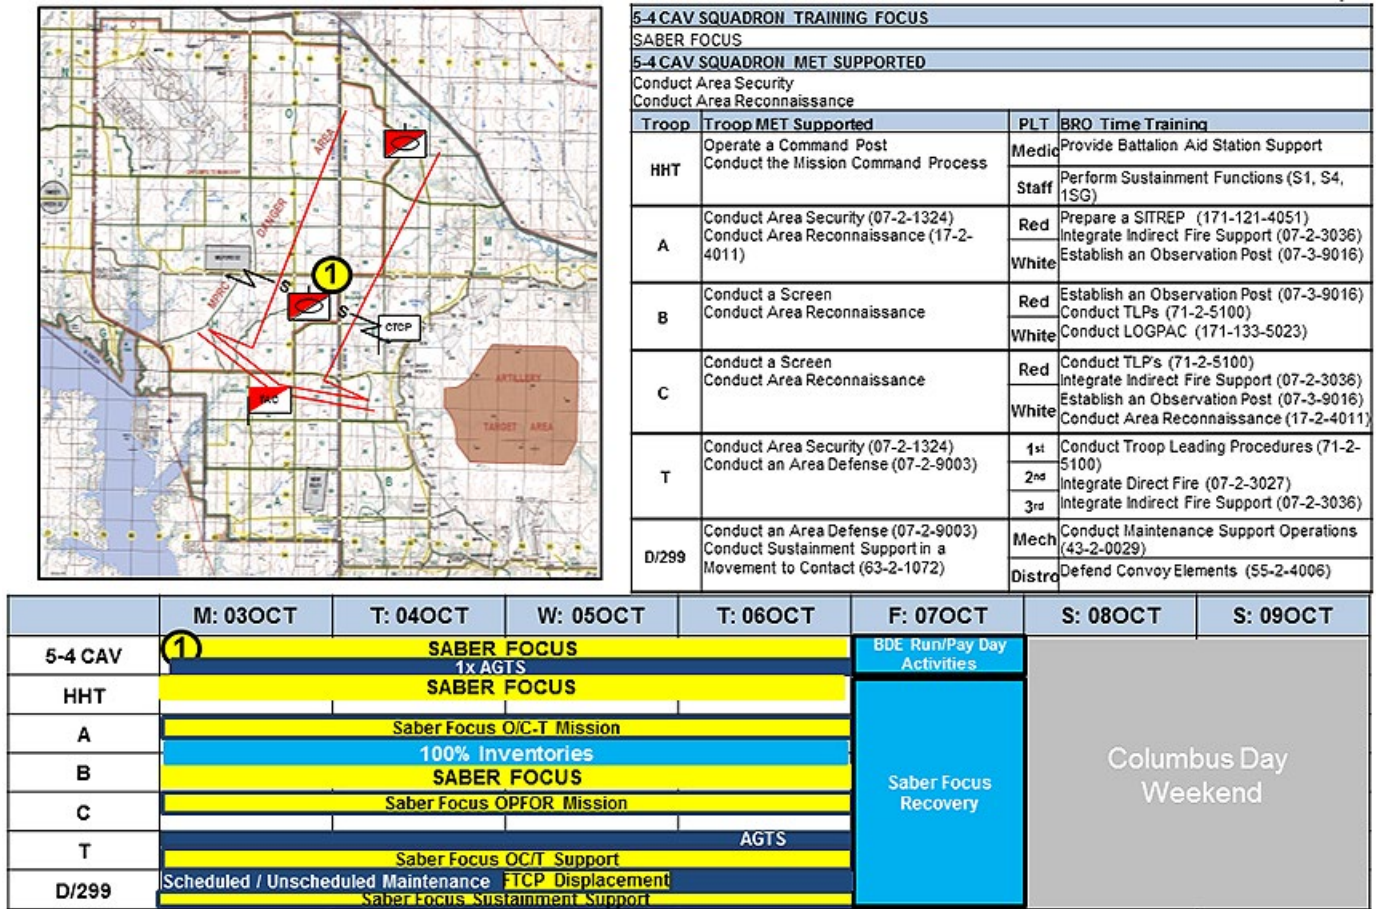 5-4 CAV SQUADRON TRAINING FOCUS
SABER FOCUS
5-4 CAV SQUADRON MET SUPPORTED
Conduct Area Security
Conduct Area Reconnaissance
Troop Troop MET Supported PLT BRO Time Training
HHT
Operate a Command Post
Conduct the Mission Command Process
Medic Provide Battalion Aid Station Support
Staff Perform Sustainment Functions (S1, S4,
1SG)
A
Conduct Area Security (07-2-1324)
Conduct Area Reconnaissance (17-2-
4011)
Red
White
Prepare a SITREP (171-121-4051)
Integrate Indirect Fire Support (07-2-3036)
Establish an Observation Post (07-3-9016)
B
Conduct a Screen
Conduct Area Reconnaissance
Red
White
Establish an Observation Post (07-3-9016)
Conduct TLPs (71-2-5100)
Conduct LOGPAC (171-133-5023)
C
Conduct a Screen
Conduct Area Reconnaissance
Red
White
Conduct TLP's (71-2-5100)
Integrate Indirect Fire Support (07-2-3036)
Establish an Observation Post (07-3-9016)
Conduct Area Reconnaissance (17-2-4011)
T
Conduct Area Security (07-2-1324)
Conduct an Area Defense (07-2-9003)
1st
2nd
3rd
Conduct Troop Leading Procedures (71-2-
5100)
Integrate Direct Fire (07-2-3027)
Integrate Indirect Fire Support (07-2-3036)
D/299
Conduct an Area Defense (07-2-9003)
Conduct Sustainment Support in a
Movement to Contact (63-2-1072)
Mech Conduct Maintenance Support Operations
(43-2-0029)
Distro Defend Convoy Elements (55-2-4006)
AREA
DANGER
MPRC
1
S
S
CTCP
TAC
ARTILLERY
TARGET AREA
M: 03OCT T: 04OCT W: 05OCT T: 06OCT F: 07OCT S: 08OCT S: 09OCT
5-4 CAV
1
SABER FOCUS
1x AGTS
BDE Run/Pay Day
Activities
HHT
SABER FOCUS
A
Saber Focus O/C-T Mission
100% Inventories
B
SABER FOCUS
C
Saber Focus OPFOR Mission
T
AGTS
Saber Focus OC/T Support
D/299
Scheduled / Unscheduled Maintenance
FTCP Displacement
Saber Focus Sustainment Support
Saber Focus
Recovery
Columbus Day
Weekend